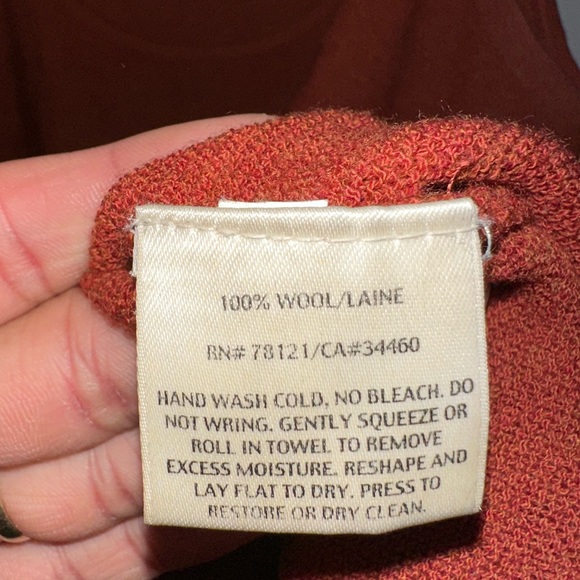 100% WOOL/LAINE
RN# 78121/CA#34460
HAND WASH COLD, NO BLEACH. DO
NOT WRING. GENTLY SQUEEZE OR
ROLL IN TOWEL TO REMOVE
EXCESS MOISTURE. RESHAPE AND
LAY FLAT TO DRY. PRESS TO
RESTORE OR DRY CLEAN.